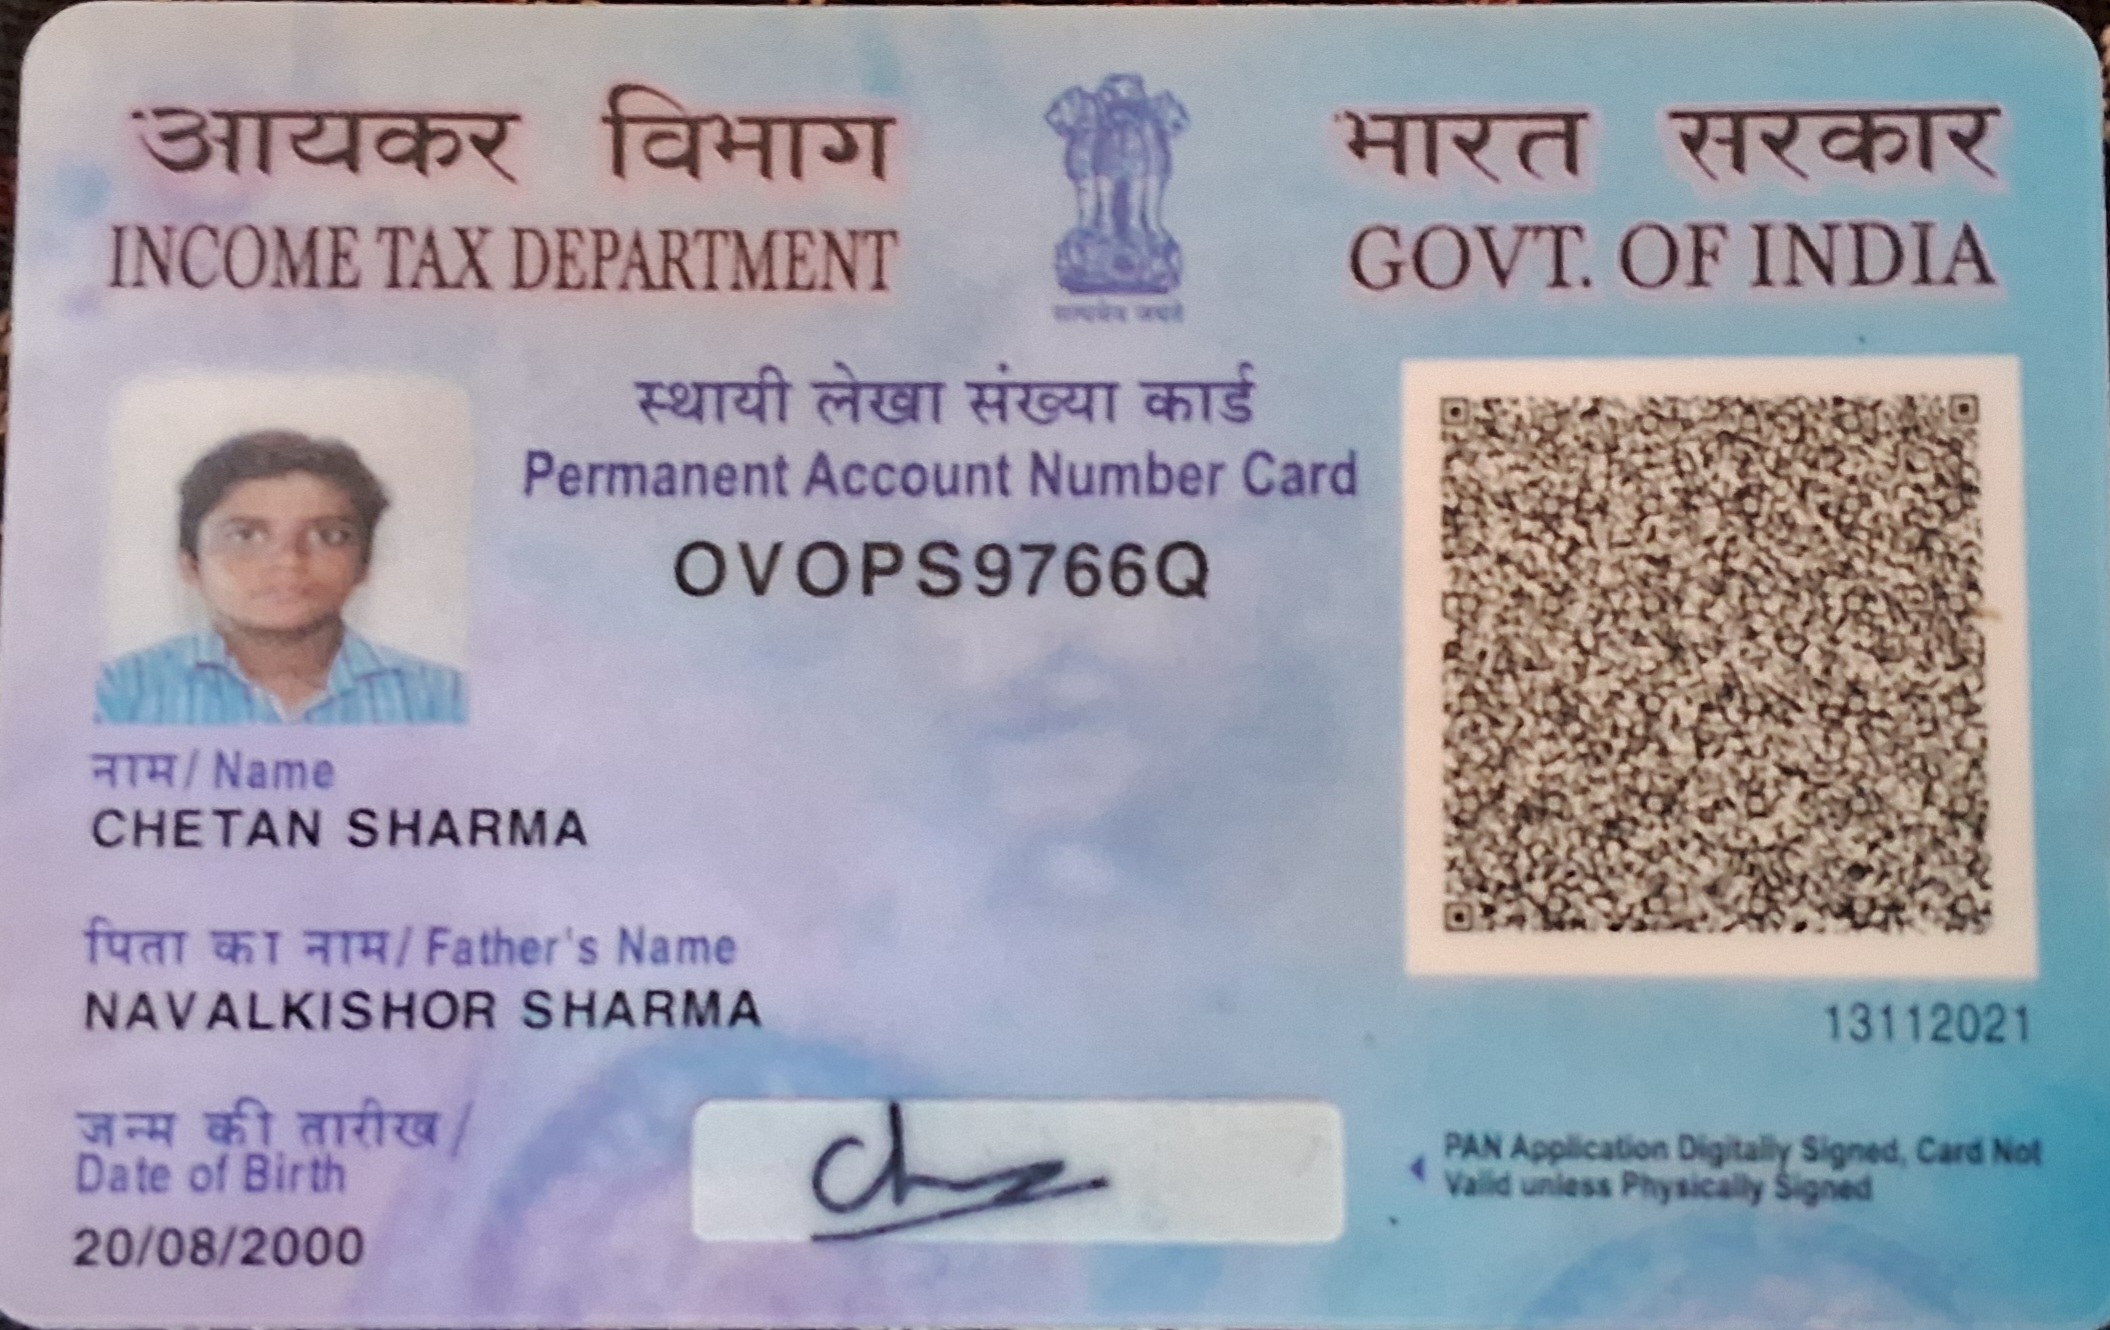 आयकर विभाग
INCOME TAX DEPARTMENT
सत्यमेव जयते
भारत सरकार
GOVT. OF INDIA
स्थायी लेखा संख्या कार्ड
Permanent Account Number Card
OVOPS9766Q
नाम / Name
CHETAN SHARMA
पिता का नाम / Father's Name
NAVALKISHOR SHARMA
जन्म की तारीख /
Date of Birth
20/08/2000
13112021
PAN Application Digitally Signed, Card Not
Valid unless Physically Signed